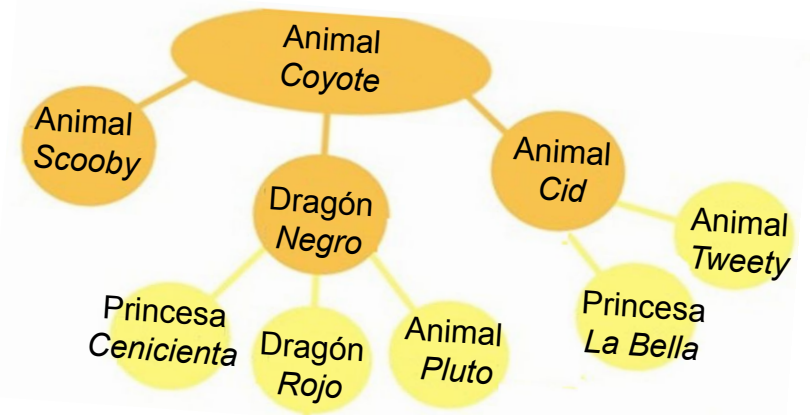 Animal
Coyote
Animal
Scooby
Dragón
Negro
Animal
Cid
Princesa
Cenicienta
Dragón
Rojo
Animal
Pluto
Princesa
La Bella
Animal
Tweety